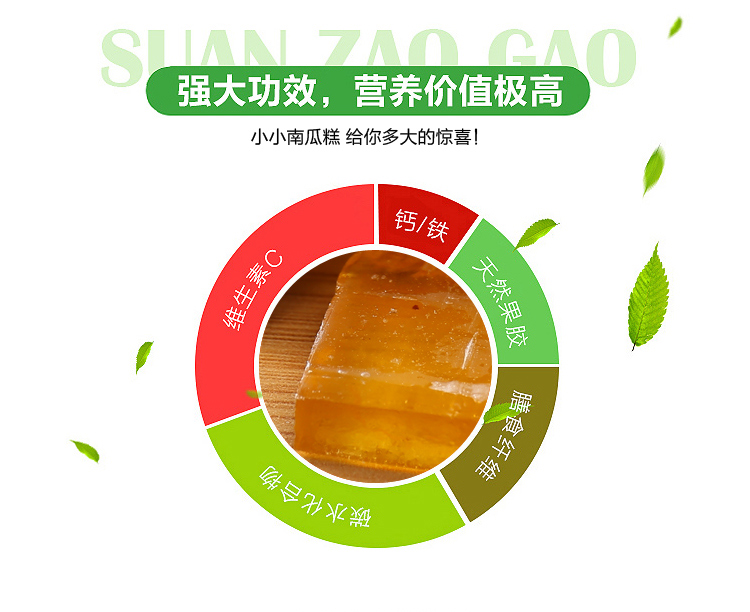 SUAN ZAO GAO
强大功效，营养价值极高
小小南瓜糕 给你多大的惊喜！
钙/铁
天然果胶
膳食纤维
碳水化合物
维生素C